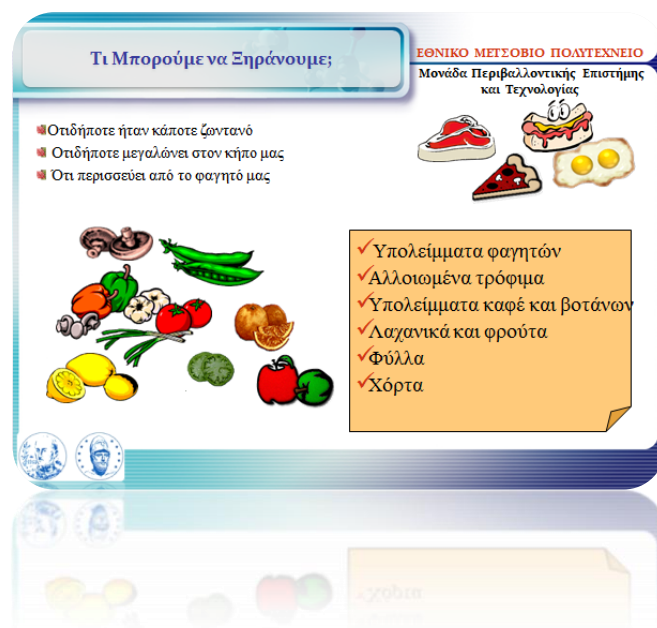 Τι Μπορούμε να Ξηράνουμε;
ΕΘΝΙΚΟ ΜΕΤΣΟΒΙΟ ΠΟΛΥΤΕΧΝΕΙΟ
Μονάδα Περιβαλλοντικής Επιστήμης
και Τεχνολογίας
Οτιδήποτε ήταν κάποτε ζωντανό
Οτιδήποτε μεγαλώνει στον κήπο μας
Ότι περισσεύει από το φαγητό μας
Υπολείμματα φαγητών
Αλλοιωμένα τρόφιμα
Υπολείμματα καφέ και βοτάνων
Λαχανικά και φρούτα
Φύλλα
Χόρτα